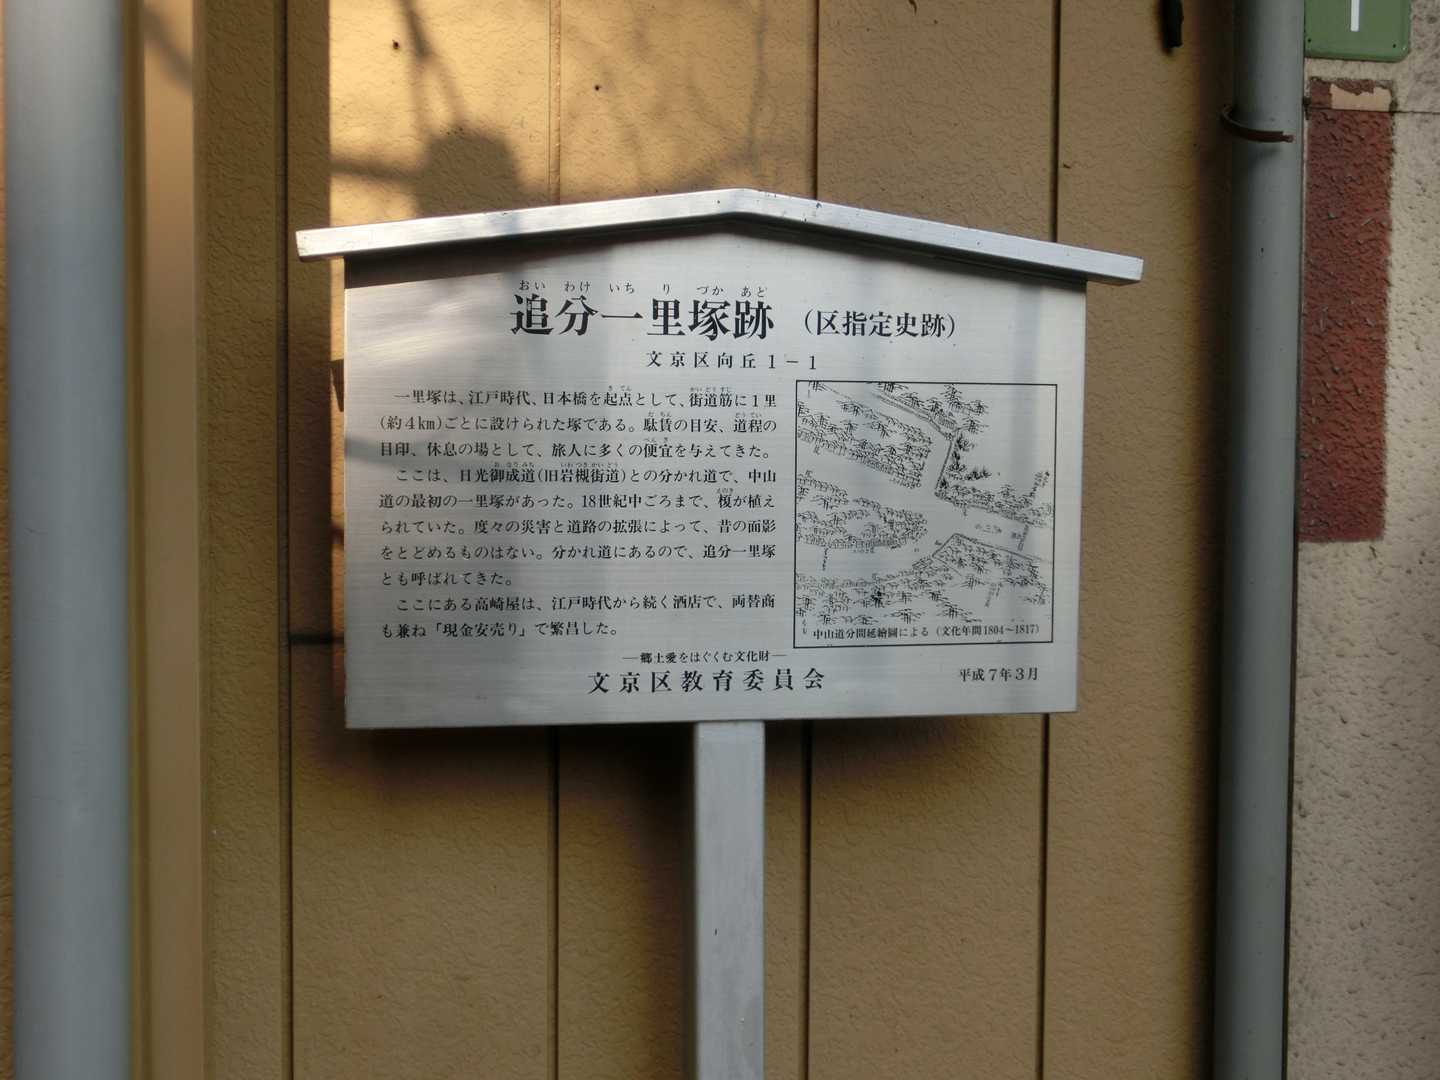 追分一里塚跡 (区指定史跡)
おい わけ いち り づか あと
文京区向丘1-1
一里塚は、江戸時代、日本橋を起点として、街道筋に1里
(約4km)ごとに設けられた塚である。駄賃の目安、道程の
目印、休息の場として、旅人に多くの便宜を与えてきた。
ここは、日光御成道(旧岩槻街道)との分かれ道で、中山
道の最初の一里塚があった。18世紀中ごろまで、榎が植え
られていた。度々の災害と道路の拡張によって、昔の面影
をとどめるものはない。分かれ道にあるので、追分一里塚
とも呼ばれてきた。
ここにある高崎屋は、江戸時代から続く酒店で、両替商
も兼ね「現金安売り」で繁昌した。
中山道分間延繪圖による (文化年間1804〜1817)
―郷土愛をはぐくむ文化財―
文京区教育委員会
平成7年3月
1